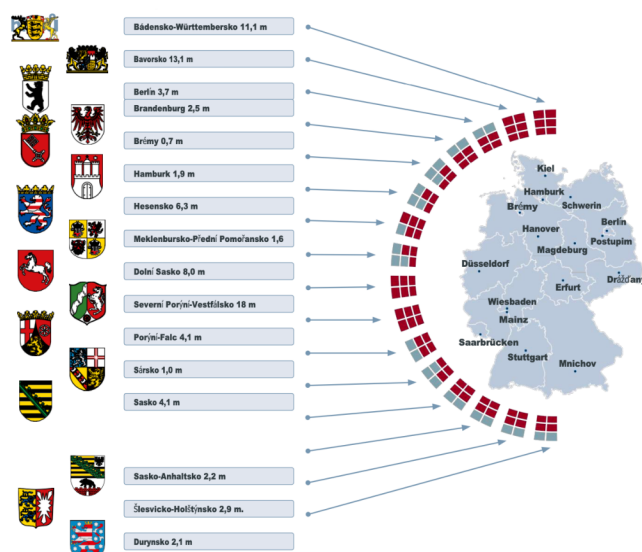 Bádensko-Württembersko 11,1 m
Bavorsko 13,1 m
Berlín 3,7 m
Brandenburg 2,5 m
Brémy 0,7 m
Hamburk 1,9 m
Hesensko 6,3 m
Meklenbursko-Přední Pomořansko 1,6
Dolní Sasko 8,0 m
Severní Porýní-Vestfálsko 18 m
Porýní-Falc 4,1 m
Sársko 1,0 m
Sasko 4,1 m
Sasko-Anhaltsko 2,2 m
Šlesvicko-Holštýnsko 2,9 m.
Durynsko 2,1 m
Kiel
Hamburk
Schwerin
Brémy
Berlín
Hanover
Postupim
Magdeburg
Düsseldorf
Drážďany
Erfurt
Wiesbaden
Mainz
Saarbrücken
Stuttgart
Mnichov